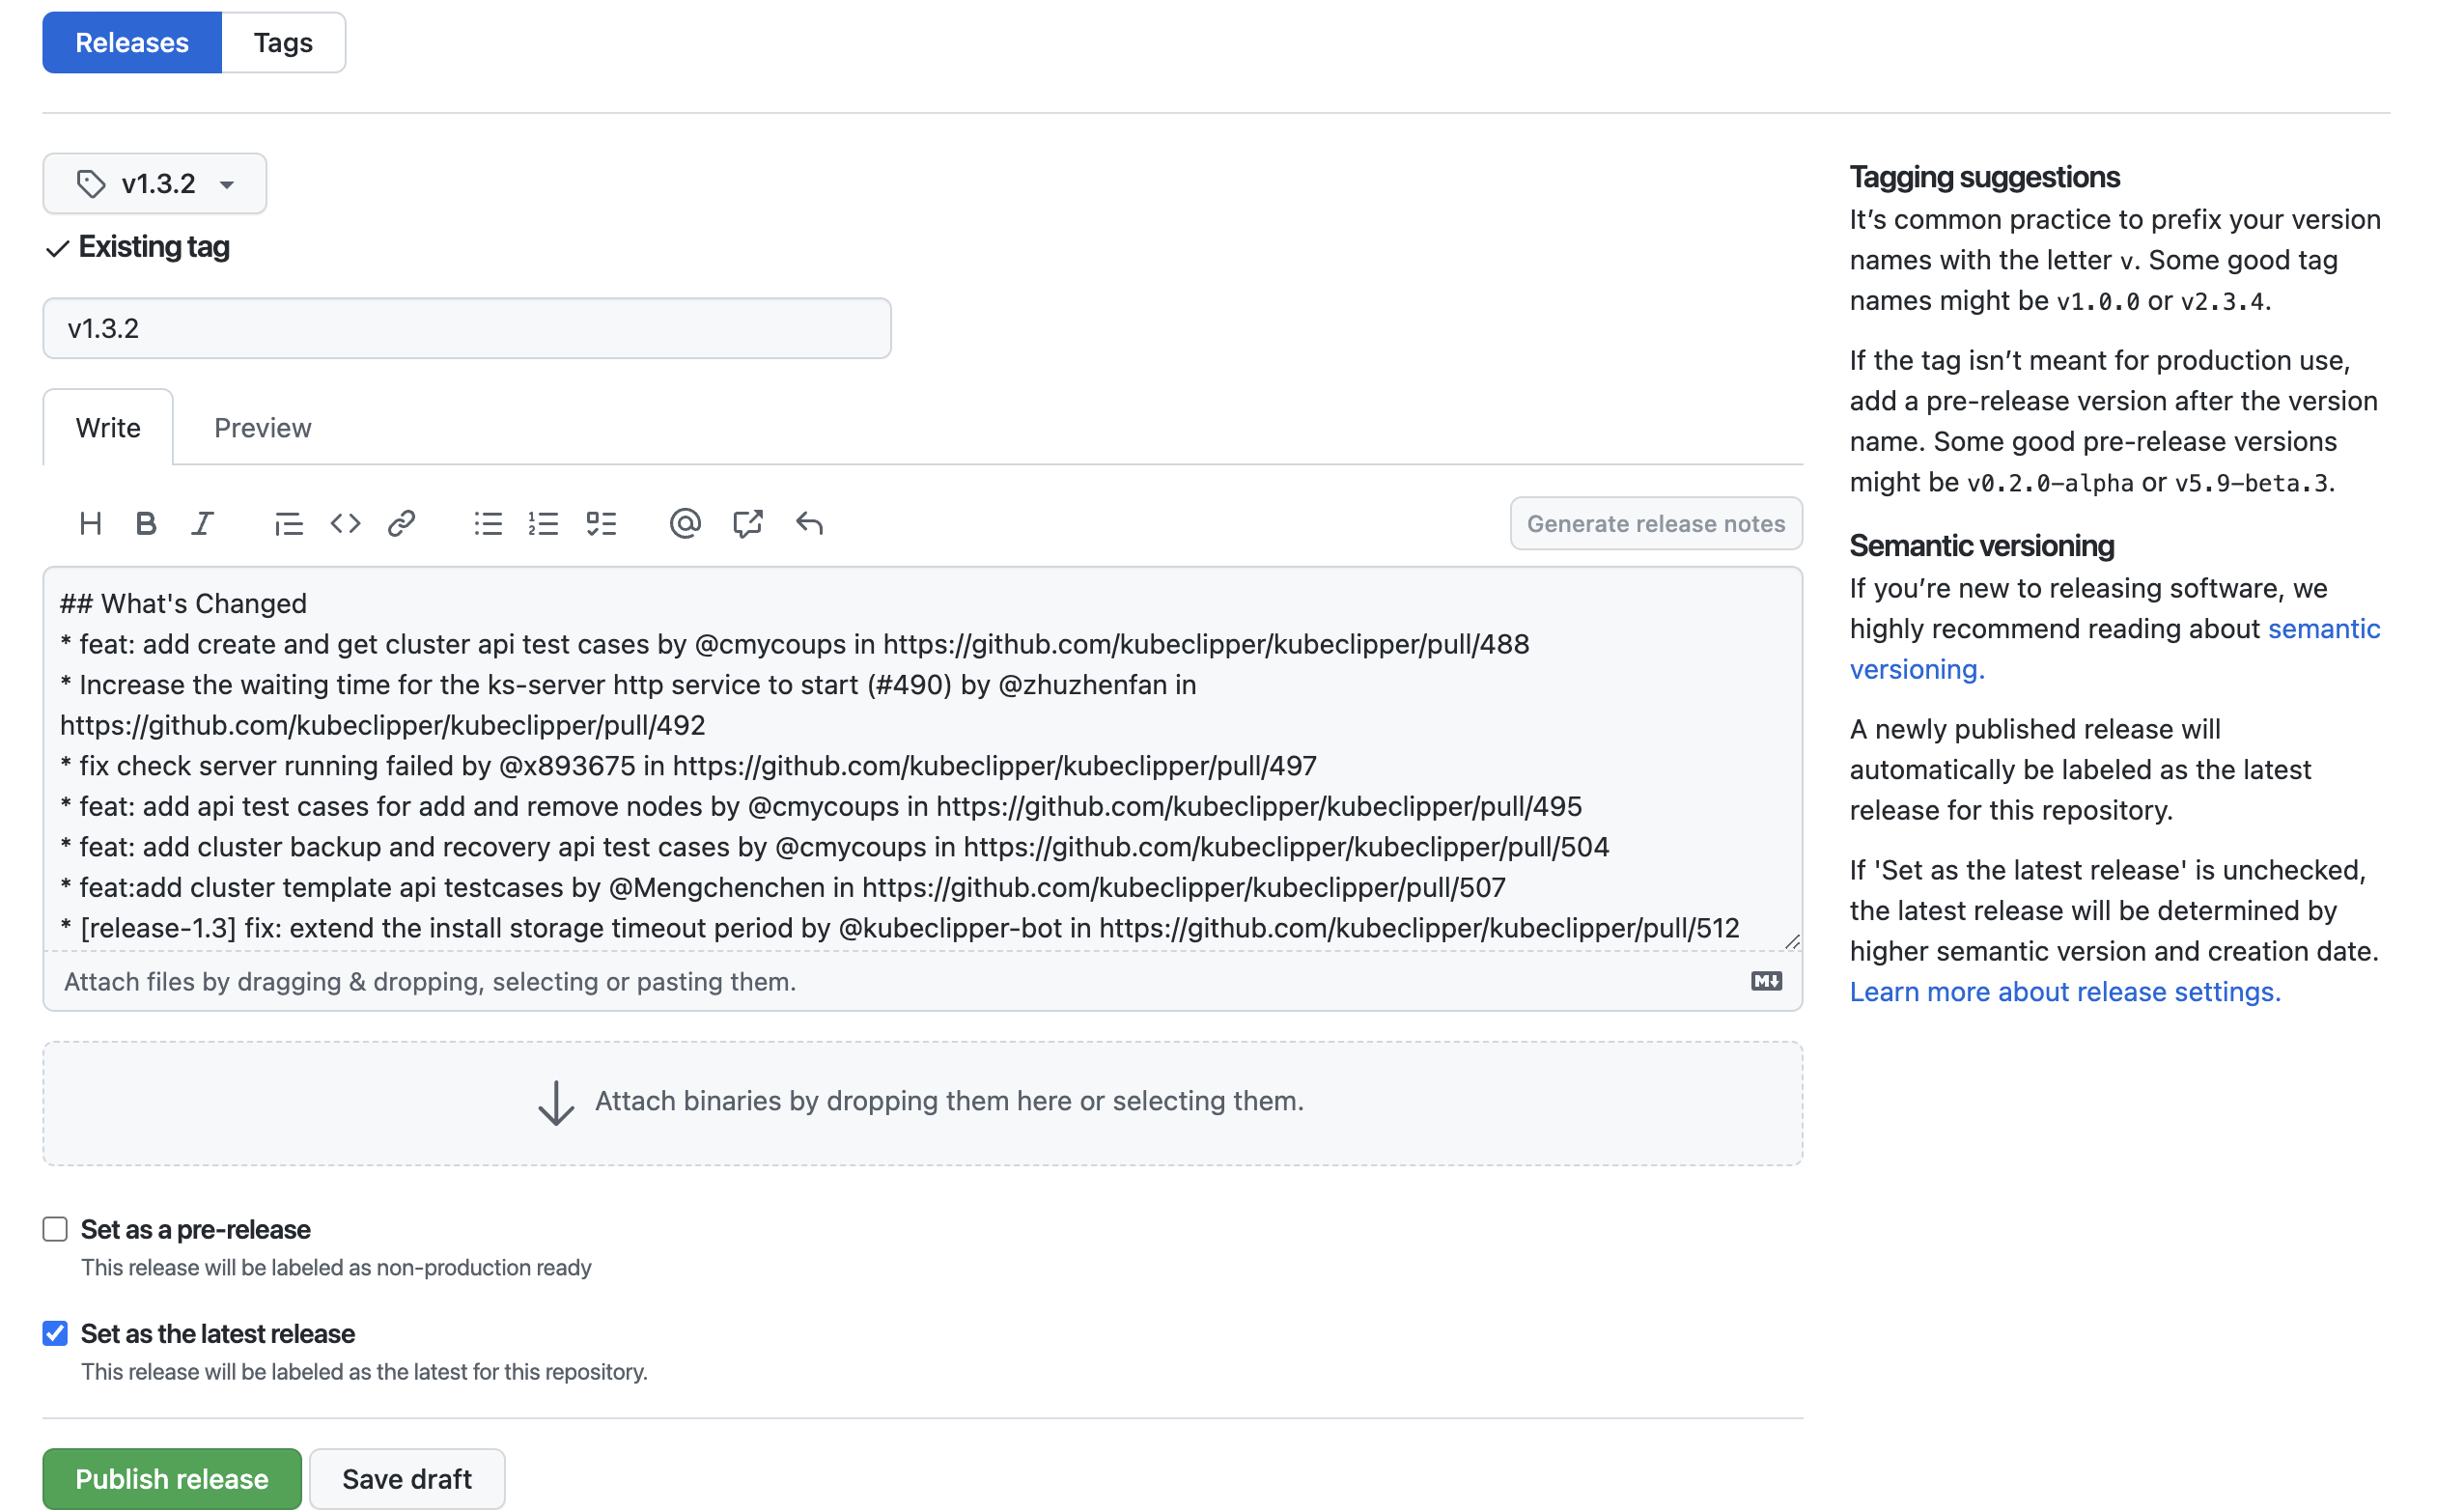 Releases
Tags
v1.3.2
Existing tag
v1.3.2
Write
Preview
Generate release notes
## What's Changed
* feat: add create and get cluster api test cases by @cmycoups in https://github.com/kubeclipper/kubeclipper/pull/488
* Increase the waiting time for the ks-server http service to start (#490) by @zhuzhenfan in
https://github.com/kubeclipper/kubeclipper/pull/492
* fix check server running failed by @x893675 in https://github.com/kubeclipper/kubeclipper/pull/497
* feat: add api test cases for add and remove nodes by @cmycoups in https://github.com/kubeclipper/kubeclipper/pull/495
* feat: add cluster backup and recovery api test cases by @cmycoups in https://github.com/kubeclipper/kubeclipper/pull/504
* feat:add cluster template api testcases by @Mengchenchen in https://github.com/kubeclipper/kubeclipper/pull/507
* [release-1.3] fix: extend the install storage timeout period by @kubeclipper-bot in https://github.com/kubeclipper/kubeclipper/pull/512
Attach files by dragging & dropping, selecting or pasting them.
Attach binaries by dropping them here or selecting them.
Set as a pre-release
This release will be labeled as non-production ready
Set as the latest release
This release will be labeled as the latest for this repository.
Publish release
Save draft
Tagging suggestions
It’s common practice to prefix your version
names with the letter v. Some good tag
names might be v1.0.0 or v2.3.4.
If the tag isn’t meant for production use,
add a pre-release version after the version
name. Some good pre-release versions
might be v0.2.0-alpha or v5.9-beta.3.
Semantic versioning
If you’re new to releasing software, we
highly recommend reading about semantic
versioning.
A newly published release will
automatically be labeled as the latest
release for this repository.
If 'Set as the latest release' is unchecked,
the latest release will be determined by
higher semantic version and creation date.
Learn more about release settings.